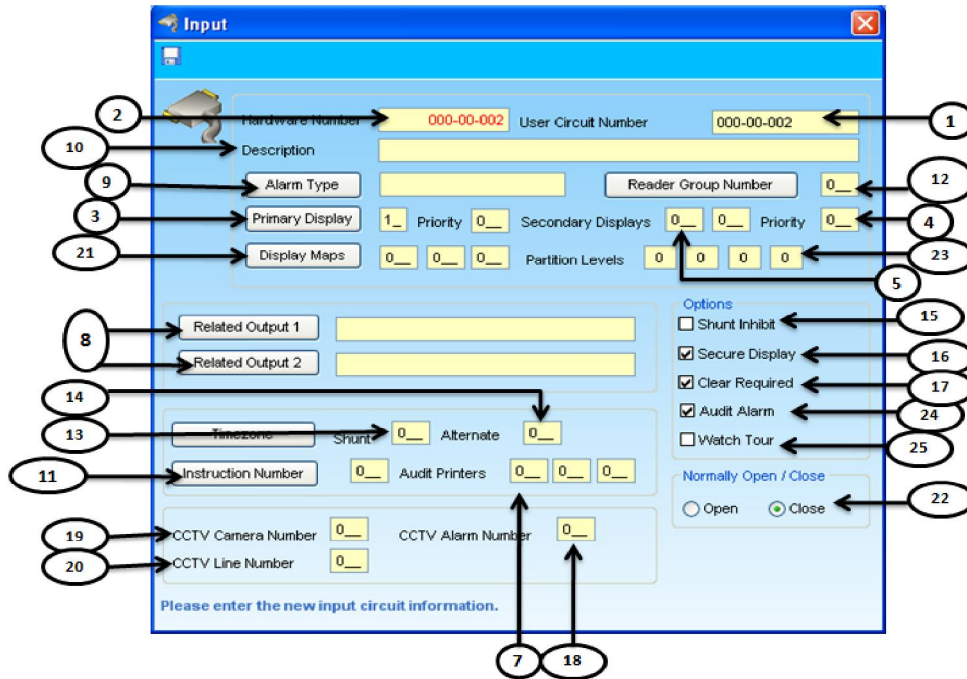 Input
2 Hardware Number 000-00-002 User Circuit Number 000-00-002 1
10 Description
9 Alarm Type Reader Group Number 0__ 12
3 Primary Display 1_ Priority 0__ Secondary Displays 0__ 0__ Priority 0__ 4
21 Display Maps 0__ 0__ 0__ Partition Levels 0 0 0 0 23
5
8 Related Output 1
Related Output 2
Options
Shunt Inhibit 15
Secure Display 16
Clear Required 17
Audit Alarm 24
Watch Tour 25
14
13 Timezone Shunt 0__ Alternate 0__
11 Instruction Number 0__ Audit Printers 0__ 0__ 0__
Normally Open / Close
Open Close 22
19 CCTV Camera Number 0__ CCTV Alarm Number 0__
20 CCTV Line Number 0__
Please enter the new input circuit information.
7 18